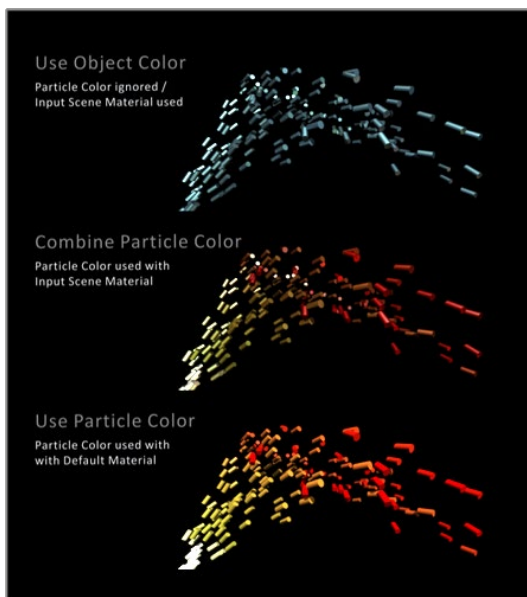 Use Object Color
Particle Color ignored /
Input Scene Material used
Combine Particle Color
Particle Color used with
Input Scene Material
Use Particle Color
Particle Color used with
with Default Material